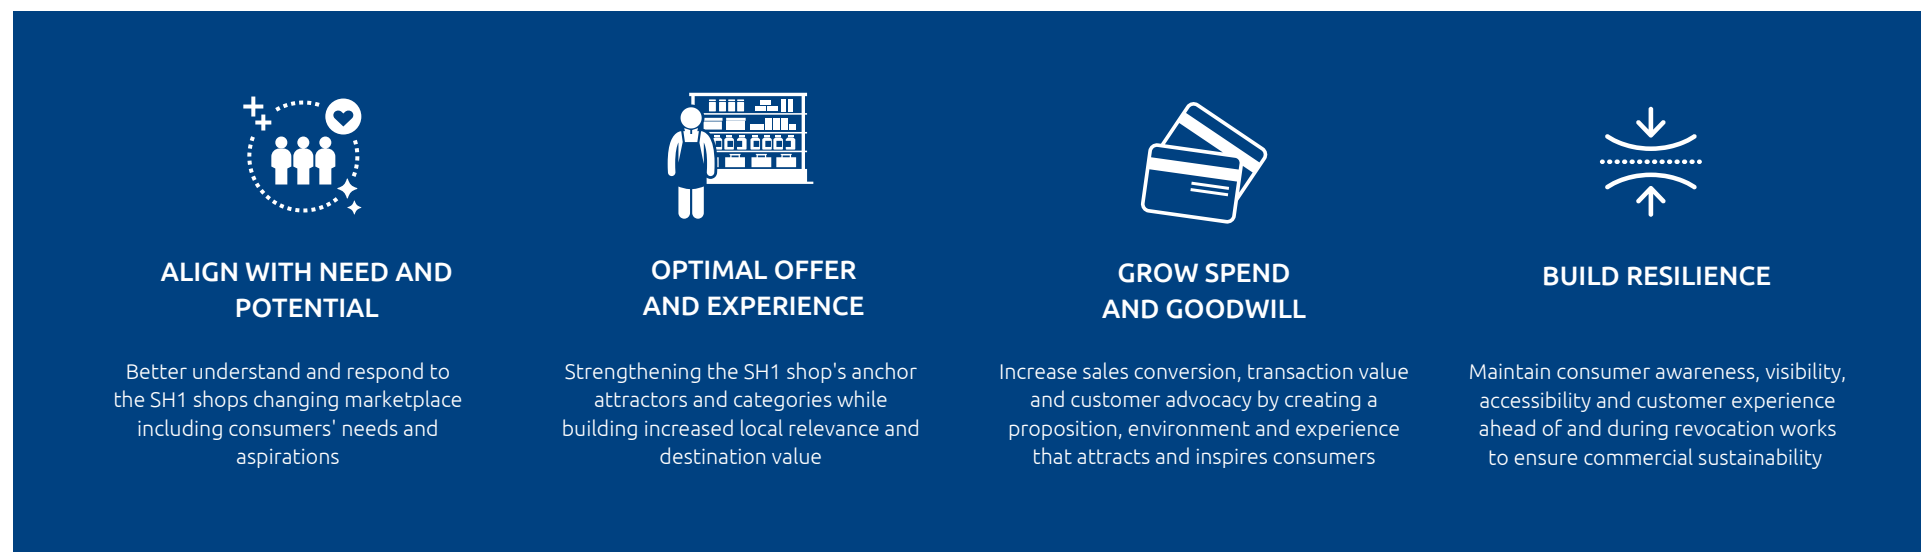 ALIGN WITH NEED AND
POTENTIAL
Better understand and respond to
the SH1 shops changing marketplace
including consumers' needs and
aspirations
OPTIMAL OFFER
AND EXPERIENCE
Strengthening the SH1 shop's anchor
attractors and categories while
building increased local relevance and
destination value
GROW SPEND
AND GOODWILL
Increase sales conversion, transaction value
and customer advocacy by creating a
proposition, environment and experience
that attracts and inspires consumers
BUILD RESILIENCE
Maintain consumer awareness, visibility,
accessibility and customer experience
ahead of and during revocation works
to ensure commercial sustainability